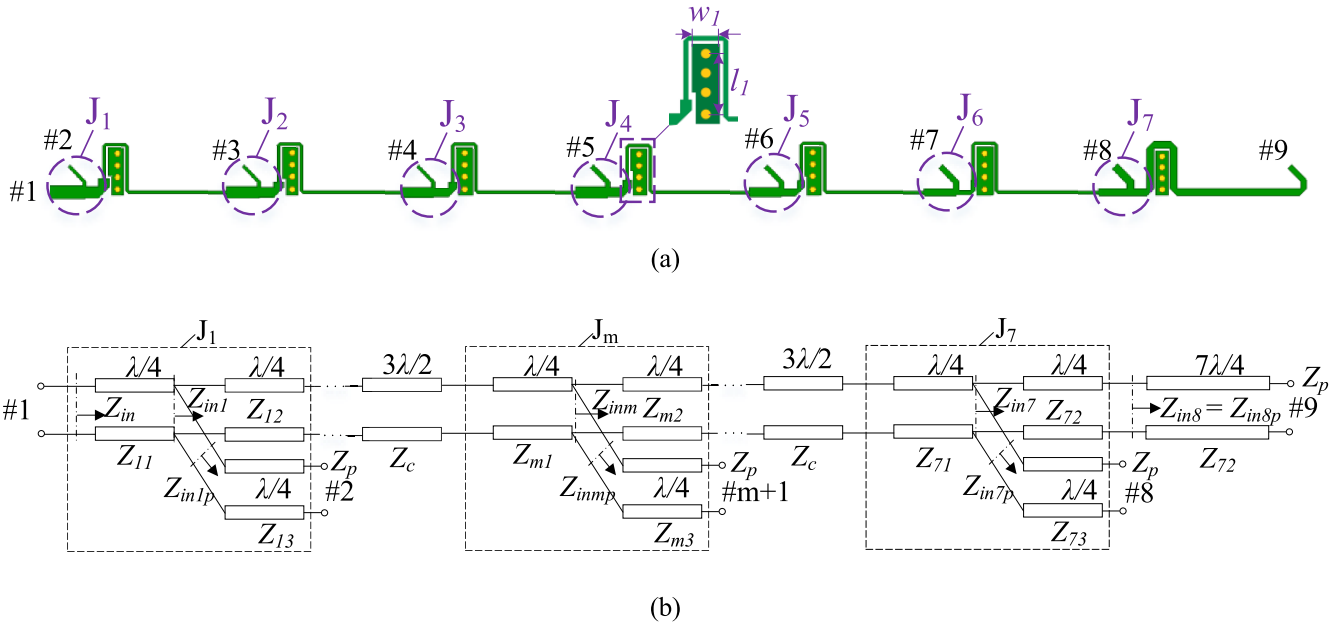 w1
l1
J1 J2 J3 J4 J5 J6 J7
#2 #3 #4 #5 #6 #7 #8 #9
#1
(a)
J1 Jm J7
λ/4 λ/4 3λ/2 λ/4 λ/4 3λ/2 λ/4 λ/4 7λ/4
Zp
#1 Zin Zin1 Z12 Zinm Zm2 Zin7 Z72 Zin8 = Zin8p #9
Z11 Zp Zc Zm1 Zp Zc Z71 Zp Z72
Zin1p λ/4 #2 Zinmp λ/4 #m+1 Zin7p λ/4 #8
Z13 Zm3 Z73
(b)